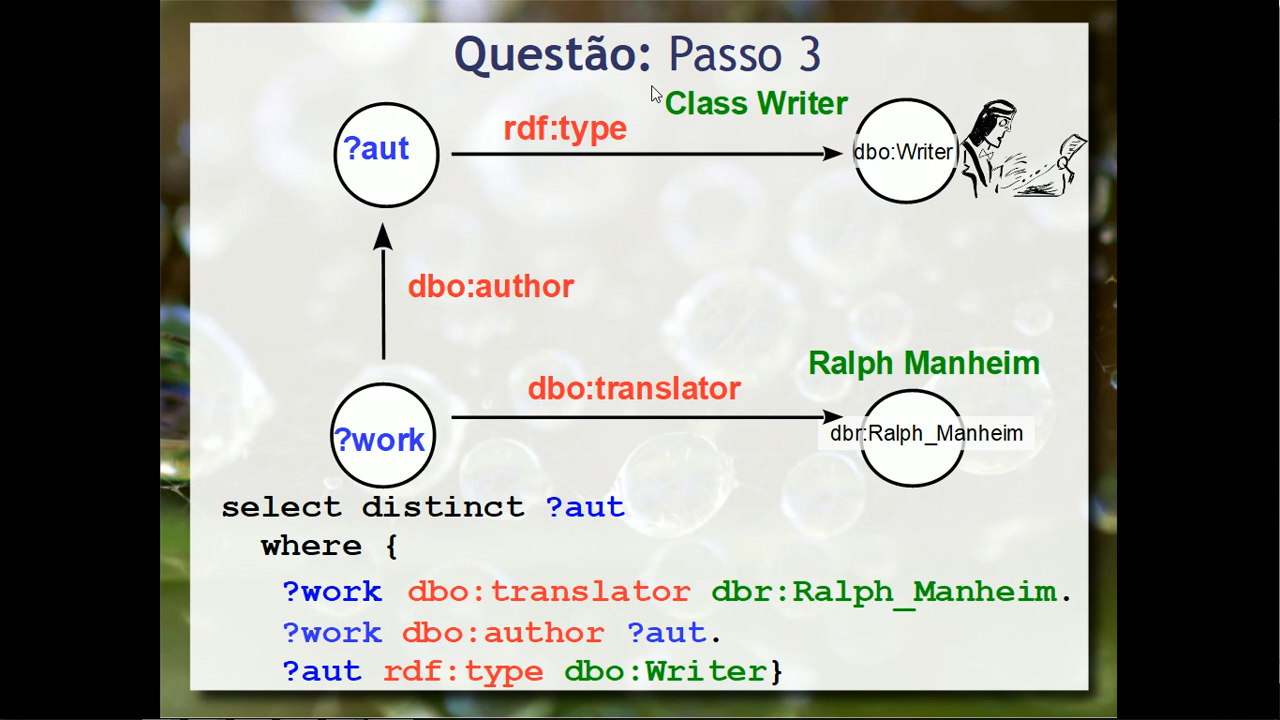 Questão: Passo 3
Class Writer
rdf:type
?aut
dbo:Writer
dbo:author
Ralph Manheim
dbo:translator
?work
dbr:Ralph_Manheim
select distinct ?aut
where {
?work dbo:translator dbr:Ralph_Manheim.
?work dbo:author ?aut.
?aut rdf:type dbo:Writer}